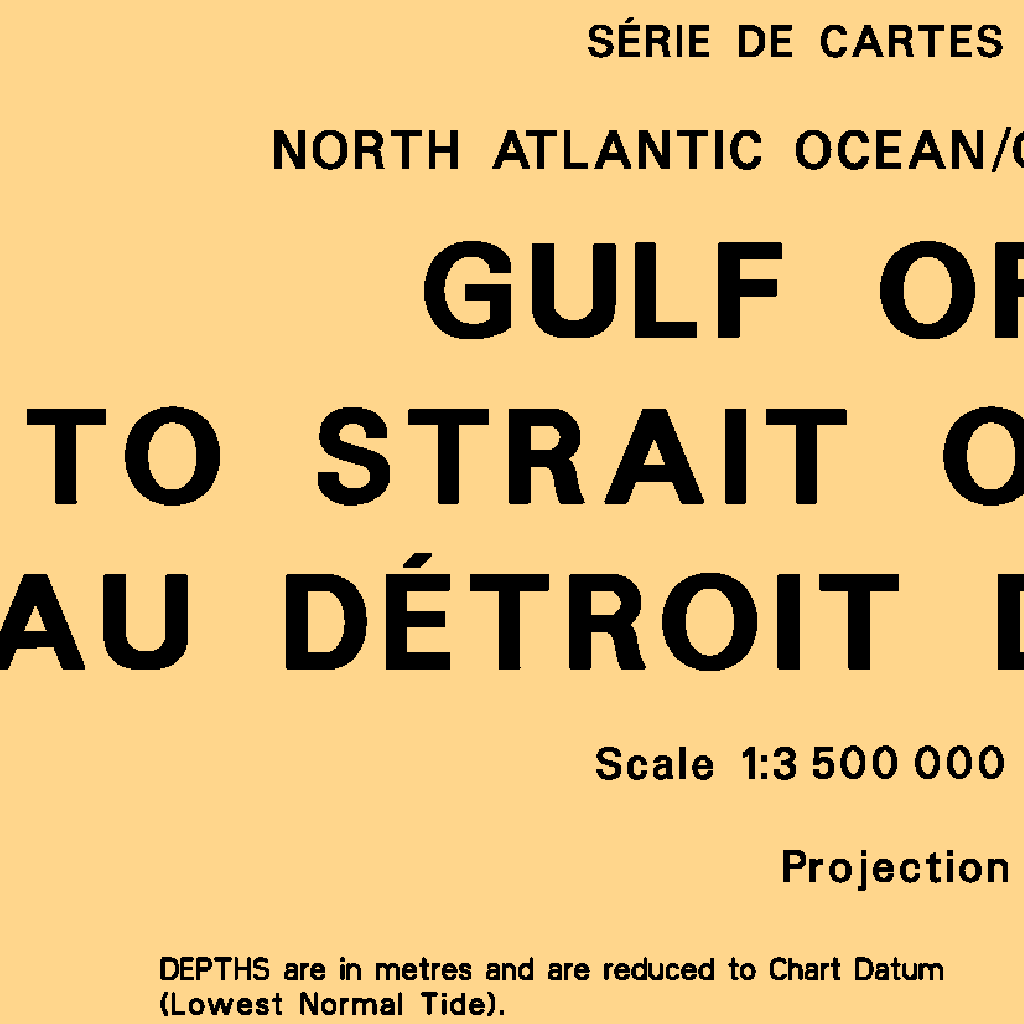 SÉRIE DE CARTES
NORTH ATLANTIC OCEAN/
GULF OF
TO STRAIT O
AU DÉTROIT D
Scale 1:3 500 000
Projection
DEPTHS are in metres and are reduced to Chart Datum
(Lowest Normal Tide).